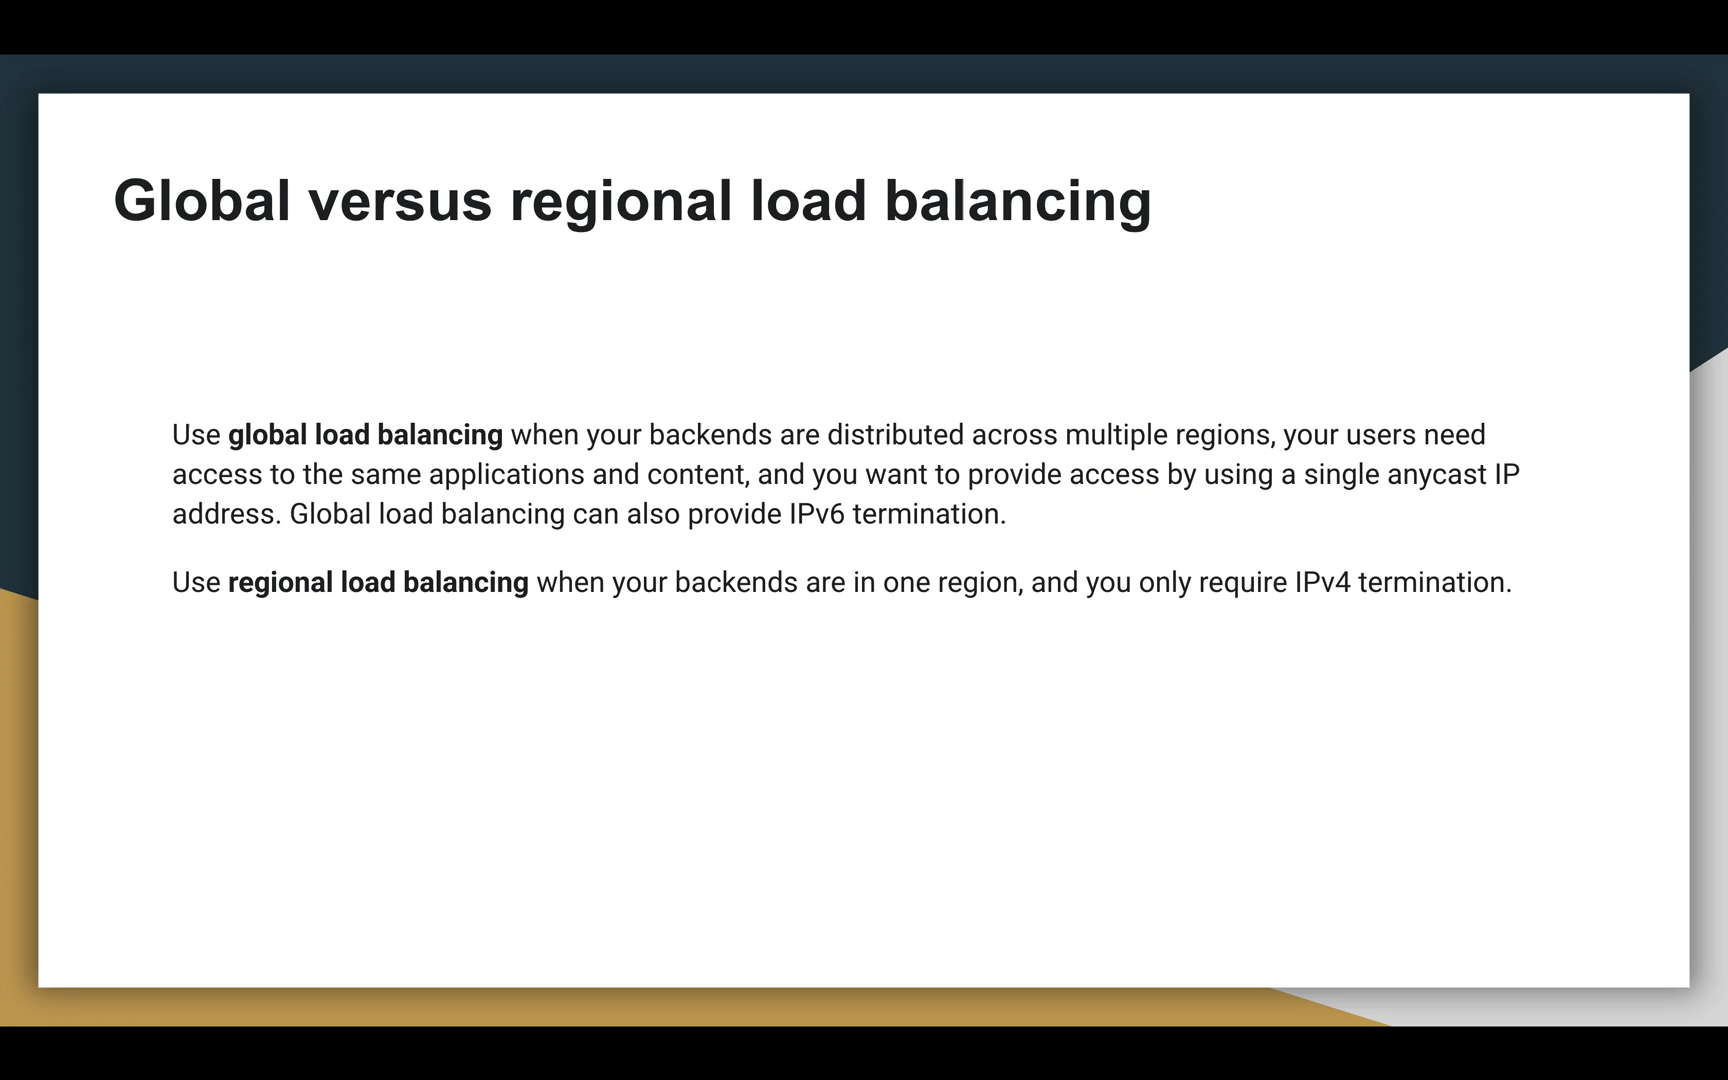 Global versus regional load balancing
Use global load balancing when your backends are distributed across multiple regions, your users need
access to the same applications and content, and you want to provide access by using a single anycast IP
address. Global load balancing can also provide IPv6 termination.
Use regional load balancing when your backends are in one region, and you only require IPv4 termination.